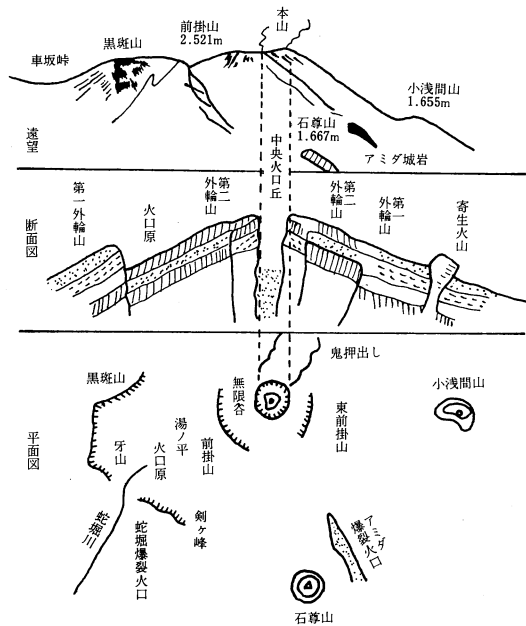 本山
前掛山
2.521m
黒斑山
車坂峠
小浅間山
1.655m
石尊山
1.667m
アミダ城岩
遠望
中央火口丘
第一外輪山
火口原
第二外輪山
第二外輪山
第一外輪山
寄生火山
断面図
鬼押出し
黒斑山
無限谷
小浅間山
東前掛山
前掛山
湯ノ平
火口原
牙山
平面図
剣ヶ峰
蛇堀川
蛇堀爆裂火口
アミダ爆裂火口
石尊山